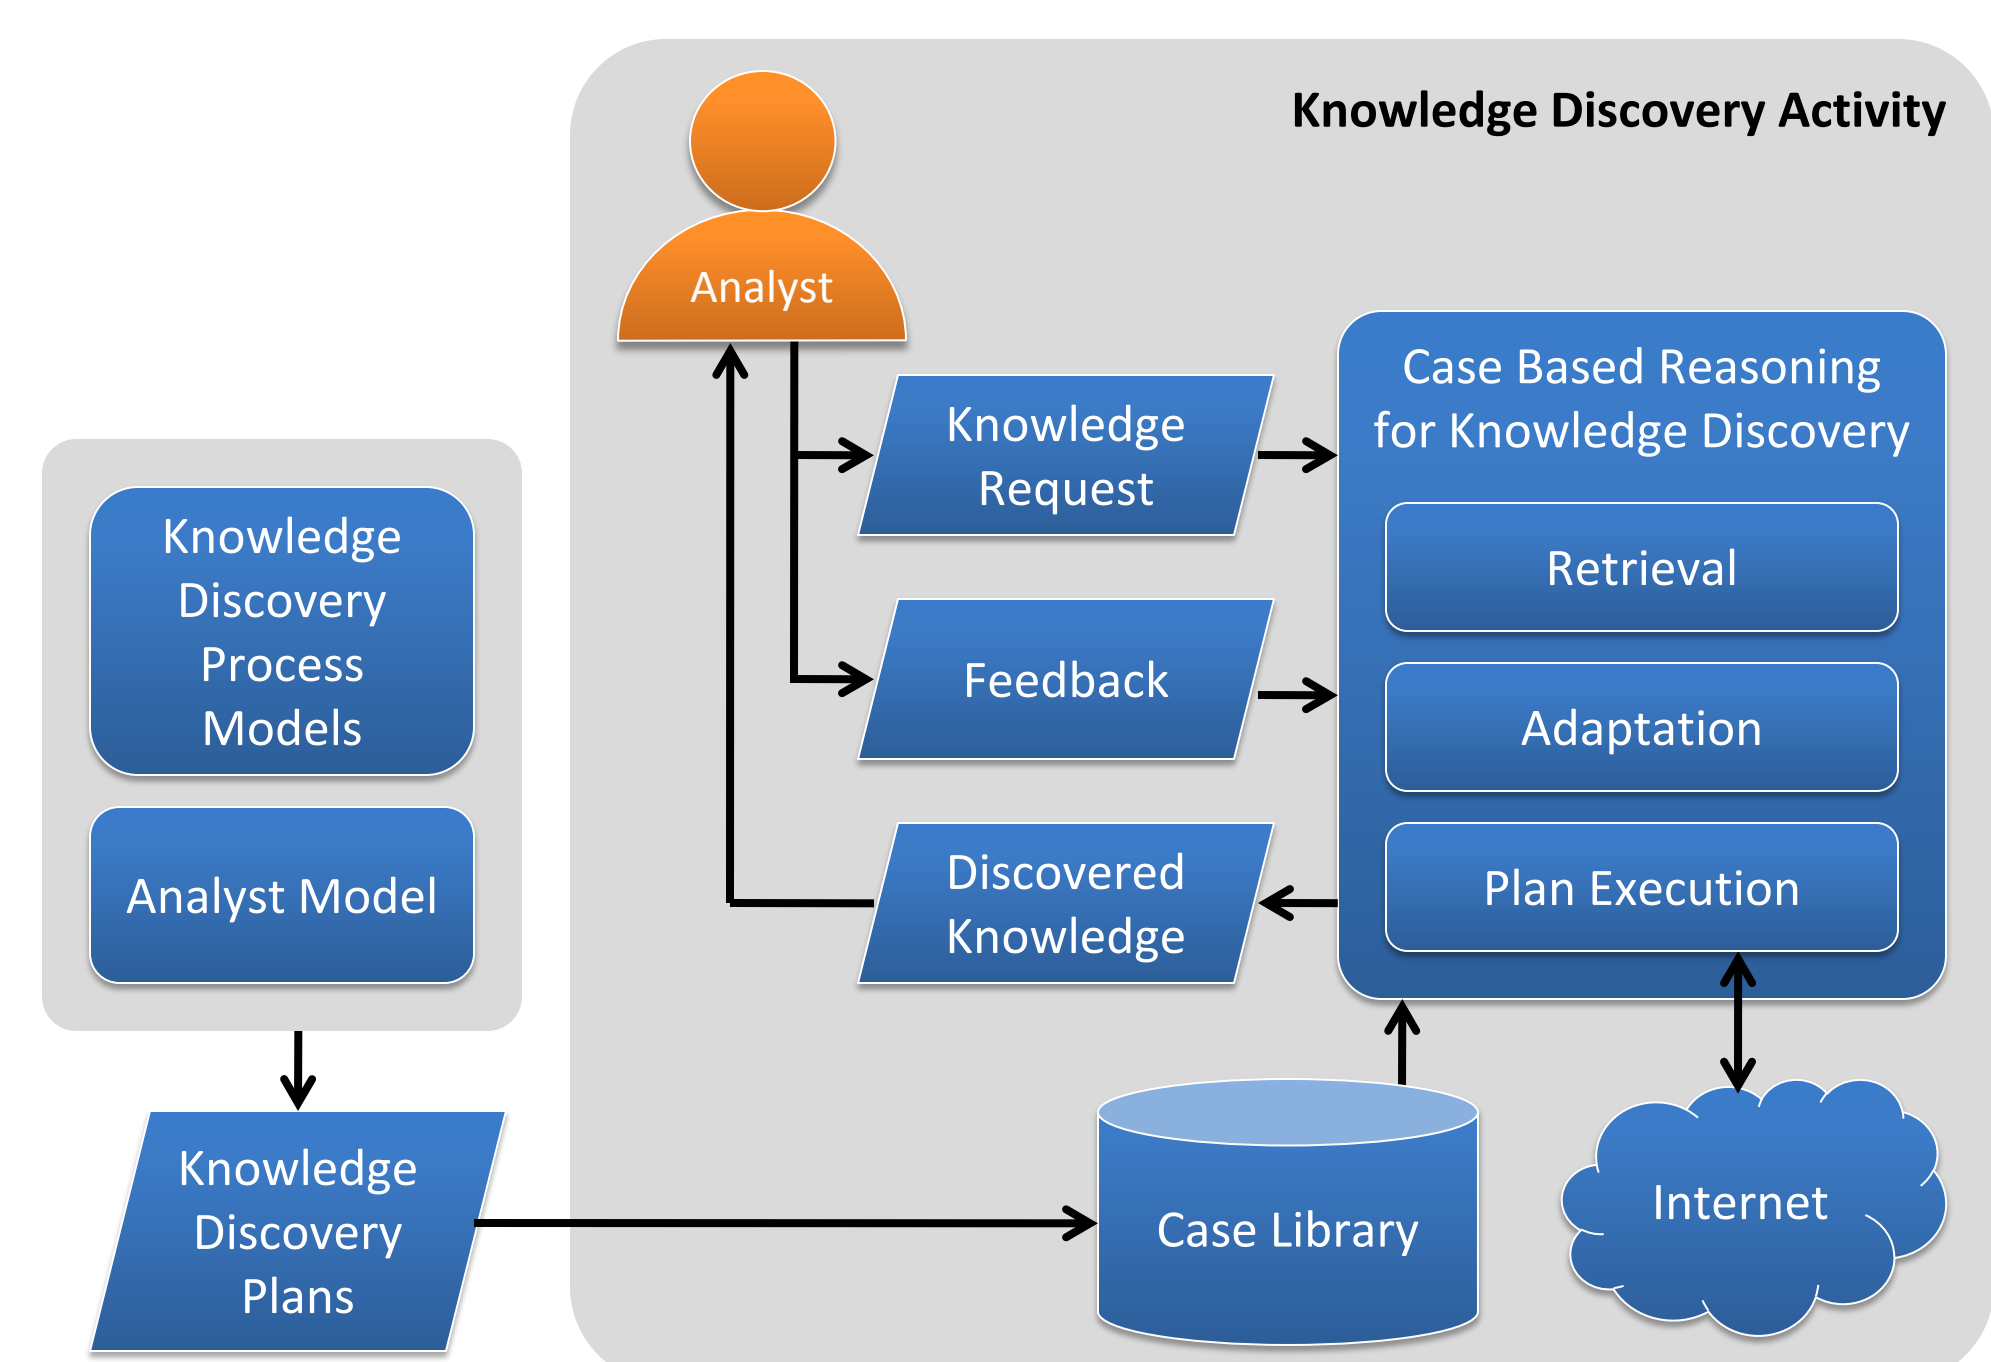 Knowledge Discovery Activity
Analyst
Knowledge
Request
Feedback
Discovered
Knowledge
Case Based Reasoning
for Knowledge Discovery
Retrieval
Adaptation
Plan Execution
Knowledge
Discovery
Process
Models
Analyst Model
Knowledge
Discovery
Plans
Case Library
Internet